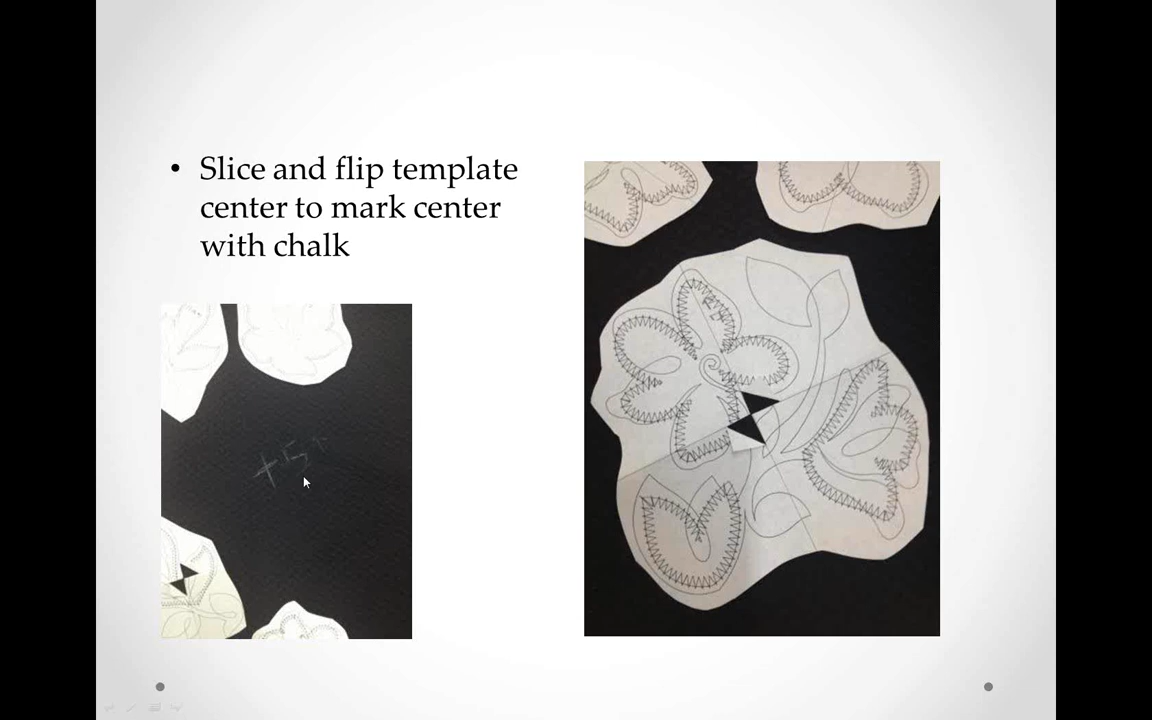 • Slice and flip template
center to mark center
with chalk